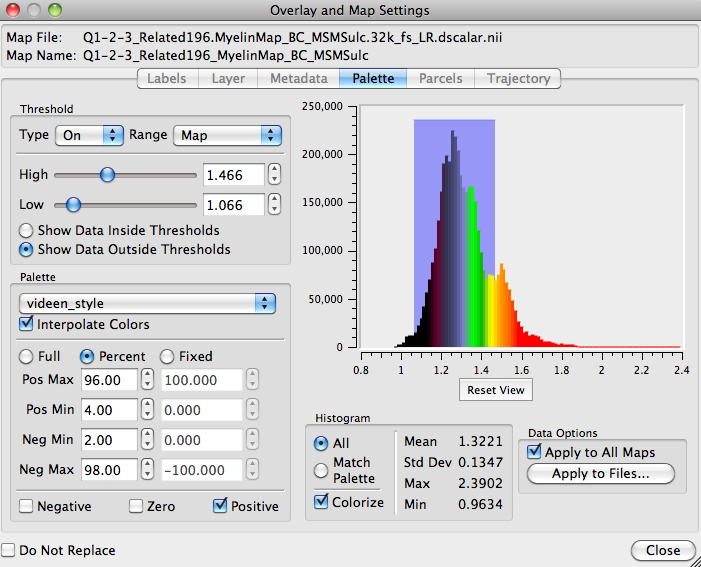 Overlay and Map Settings
Map File: Q1-2-3_Related196.MyelinMap_BC_MSMSulc.32k_fs_LR.dscalar.nii
Map Name: Q1-2-3_Related196_MyelinMap_BC_MSMSulc
Labels Layer Metadata Palette Parcels Trajectory
Threshold
Type On Range Map
High 1.466
Low 1.066
Show Data Inside Thresholds
Show Data Outside Thresholds
Palette
videen_style
Interpolate Colors
Full Percent Fixed
Pos Max 96.00 100.000
Pos Min 4.00 0.000
Neg Min 2.00 0.000
Neg Max 98.00 -100.000
Negative Zero Positive
250,000
200,000
150,000
100,000
50,000
0
0.8 1 1.2 1.4 1.6 1.8 2 2.2 2.4
Reset View
Histogram
All
Match
Palette
Colorize
Mean 1.3221
Std Dev 0.1347
Max 2.3902
Min 0.9634
Data Options
Apply to All Maps
Apply to Files...
Do Not Replace
Close